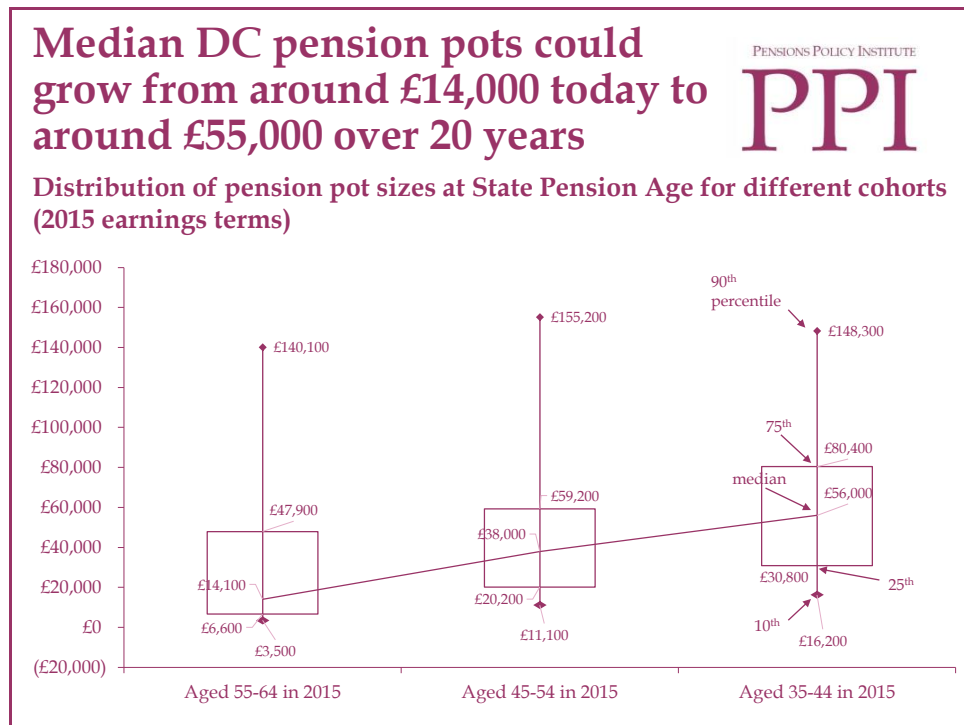 Median DC pension pots could
grow from around £14,000 today to
around £55,000 over 20 years
PENSIONS POLICY INSTITUTE
PPI
Distribution of pension pot sizes at State Pension Age for different cohorts
(2015 earnings terms)
£180,000
£160,000
£140,000
£120,000
£100,000
£80,000
£60,000
£40,000
£20,000
£0
(£20,000)
£140,100
£47,900
£14,100
£6,600
£3,500
£155,200
£59,200
£38,000
£20,200
£11,100
90th
percentile
£148,300
75th
£80,400
median
£56,000
£30,800
25th
10th
£16,200
Aged 55-64 in 2015
Aged 45-54 in 2015
Aged 35-44 in 2015